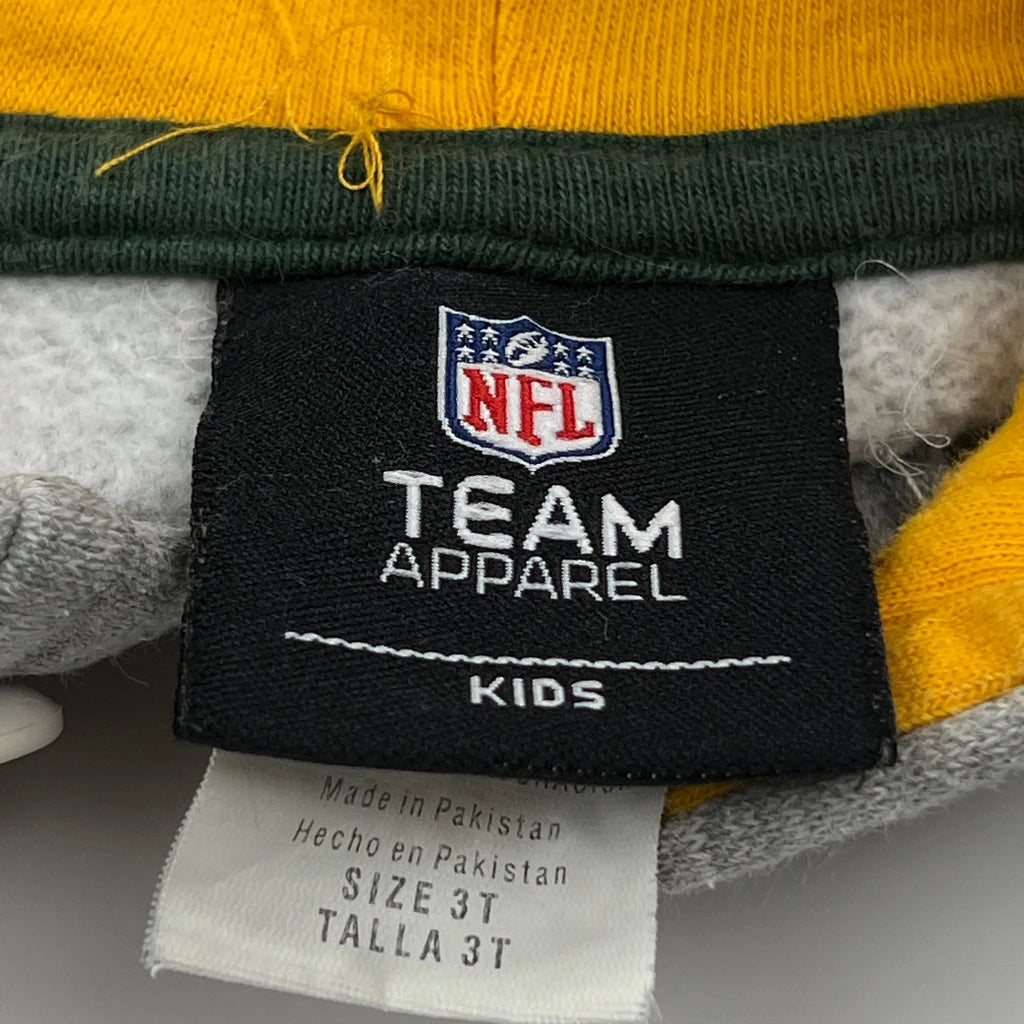 NFL
TEAM
APPAREL
KIDS
Made in Pakistan
Hecho en Pakistan
SIZE 3T
TALLA 3T